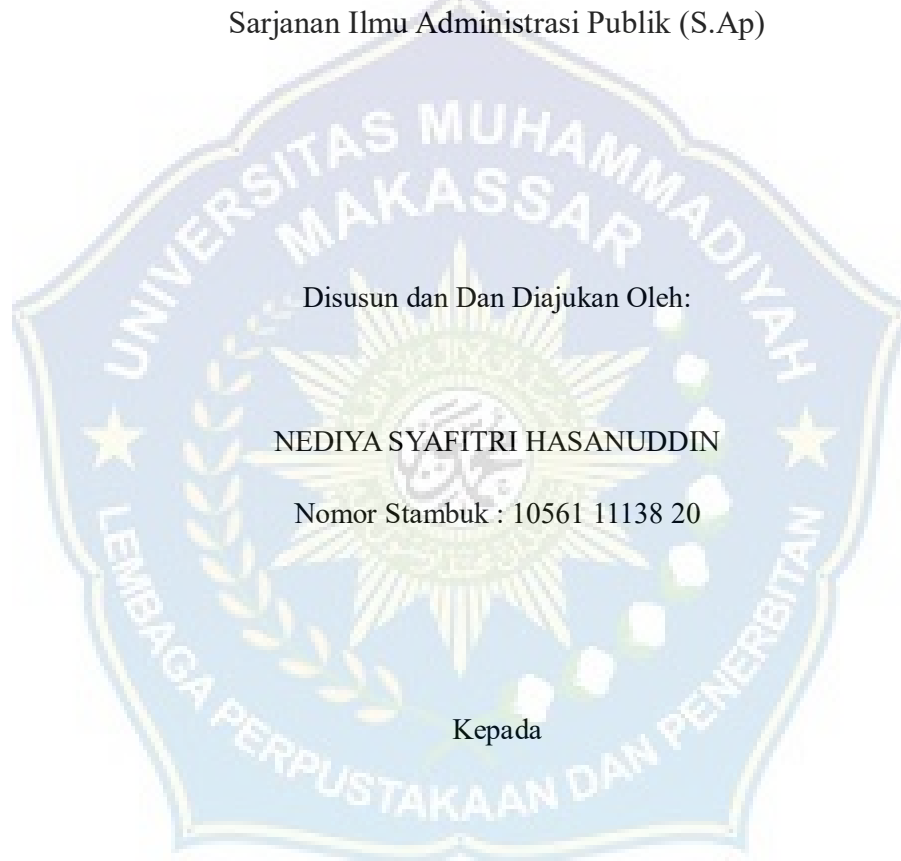 Sarjanan Ilmu Administrasi Publik (S.Ap)
UNIVERSITAS MUHAMMADIYAH
MAKASSAR
Disusun dan Dan Diajukan Oleh:
NEDIYA SYAFITRI HASANUDDIN
Nomor Stambuk : 10561 11138 20
Kepada
LEMBAGA PERPUSTAKAAN DAN PENERBITAN